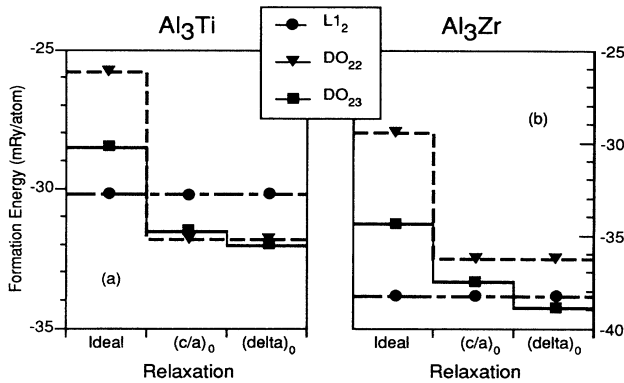 Al₃Ti
Al₃Zr
L1₂
DO₂₂
DO₂₃
Formation Energy (mRy/atom)
-25
-30
-35
(a)
Ideal
(c/a)₀
(delta)₀
Relaxation
-25
-30
-35
-40
(b)
Ideal
(c/a)₀
(delta)₀
Relaxation